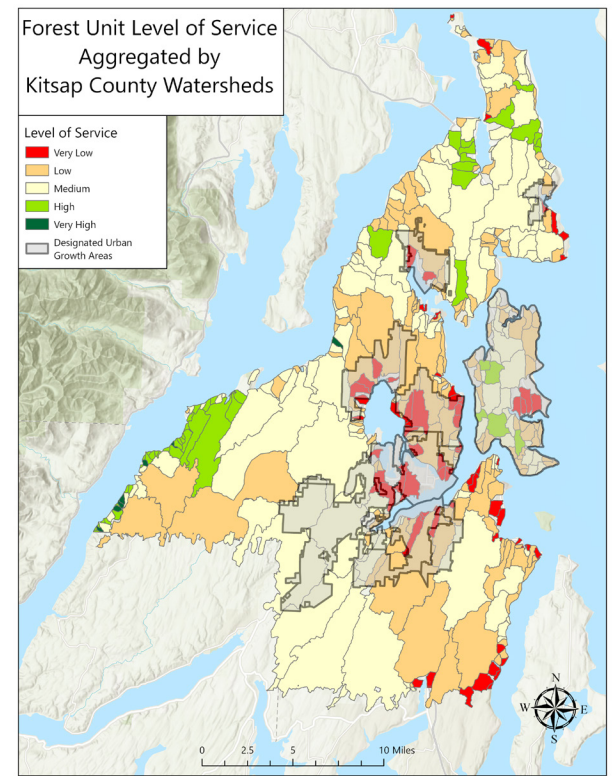 Forest Unit Level of Service
Aggregated by
Kitsap County Watersheds
Level of Service
Very Low
Low
Medium
High
Very High
Designated Urban
Growth Areas
N
W E
S
0 2.5 5 10 Miles